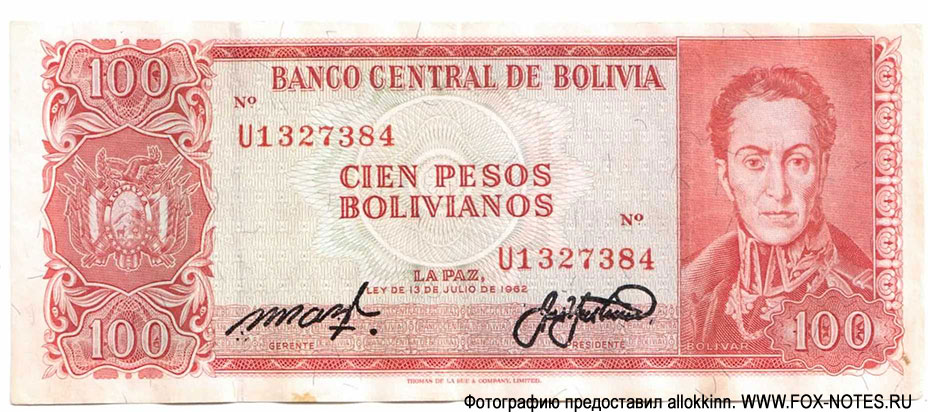 100
BANCO CENTRAL DE BOLIVIA
Nº
U1327384
CIEN PESOS
BOLIVIANOS
Nº
U1327384
LA PAZ,
LEY DE 13 DE JULIO DE 1962
GERENTE
PRESIDENTE
BOLIVAR
100
100
THOMAS DE LA RUE & COMPANY, LIMITED.
Фотографию предоставил allokkinn. WWW.FOX-NOTES.RU